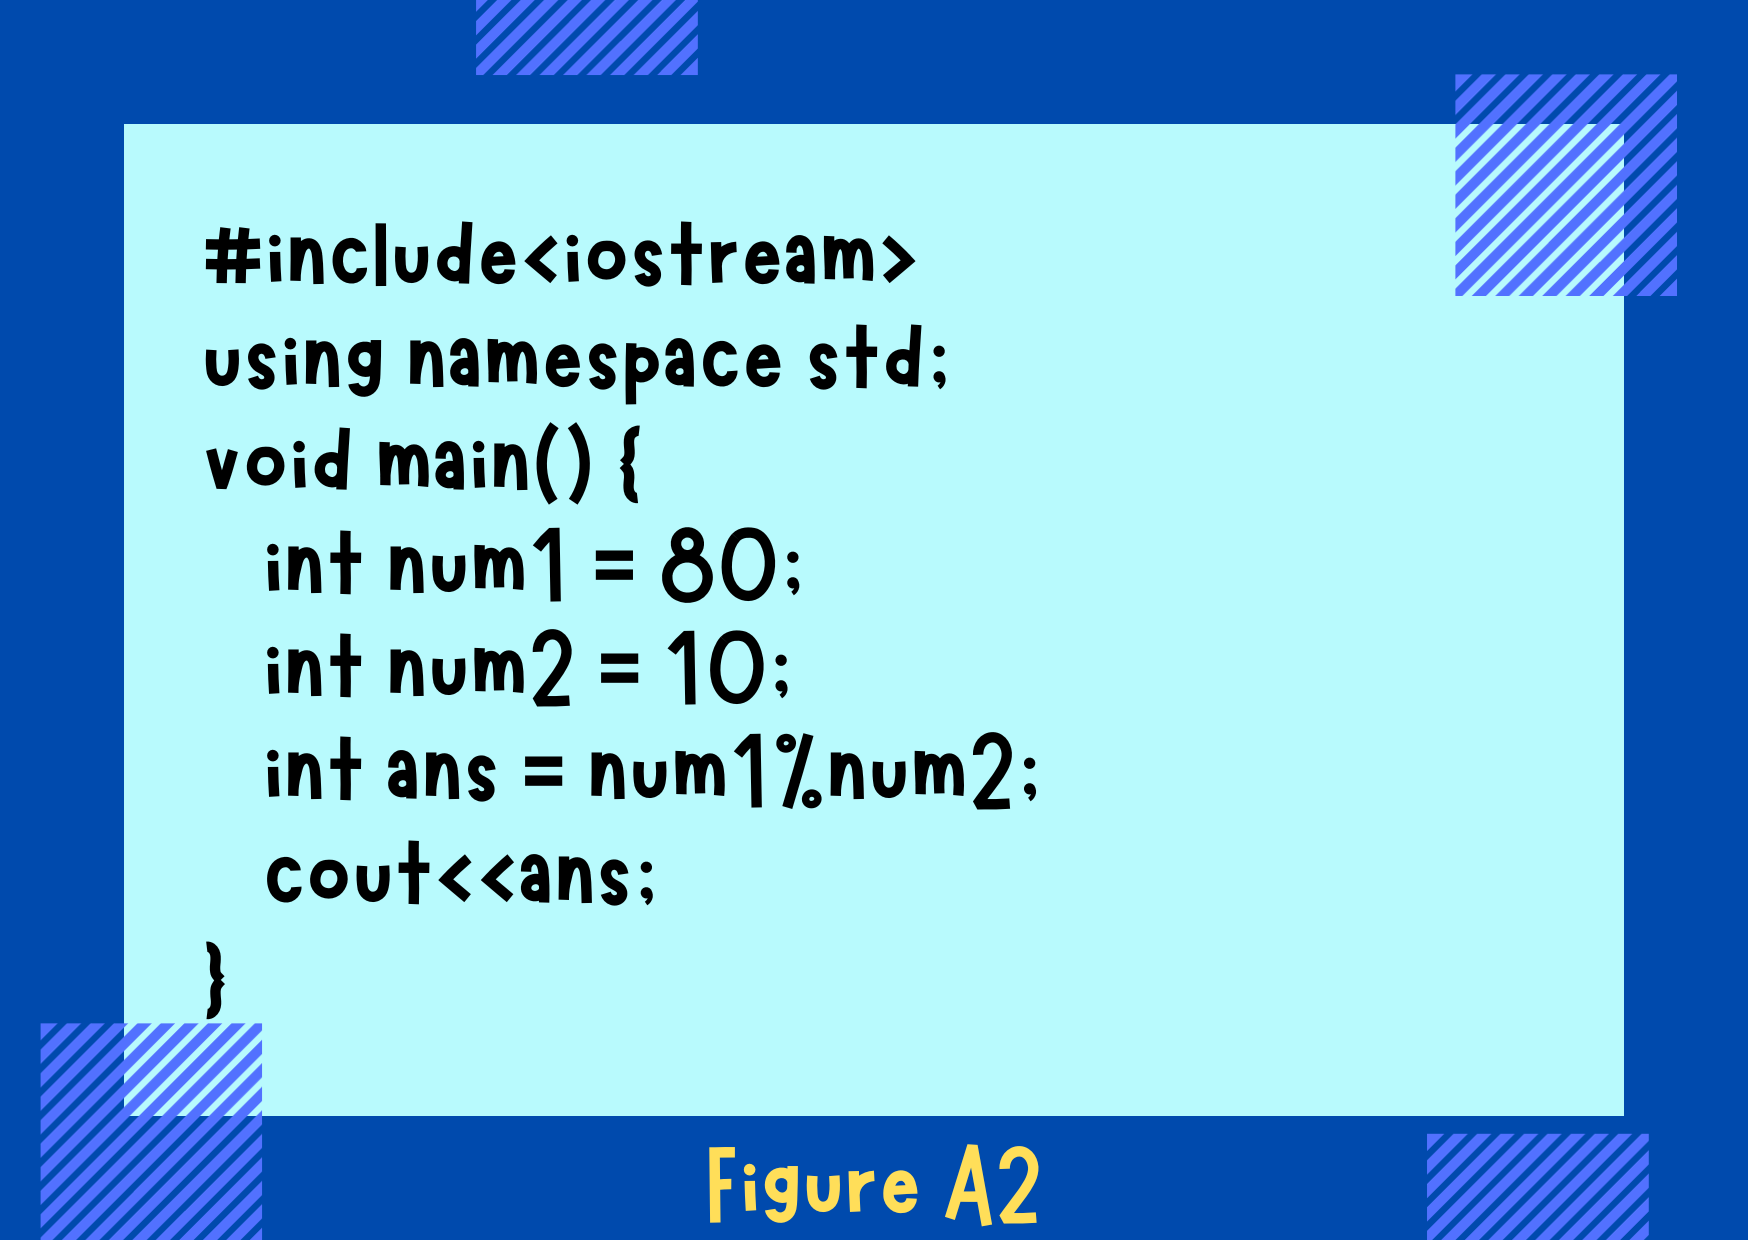 #include<iostream>
using namespace std;
void main() {
int num1 = 80;
int num2 = 10;
int ans = num1%num2;
cout<<ans;
}
Figure A2